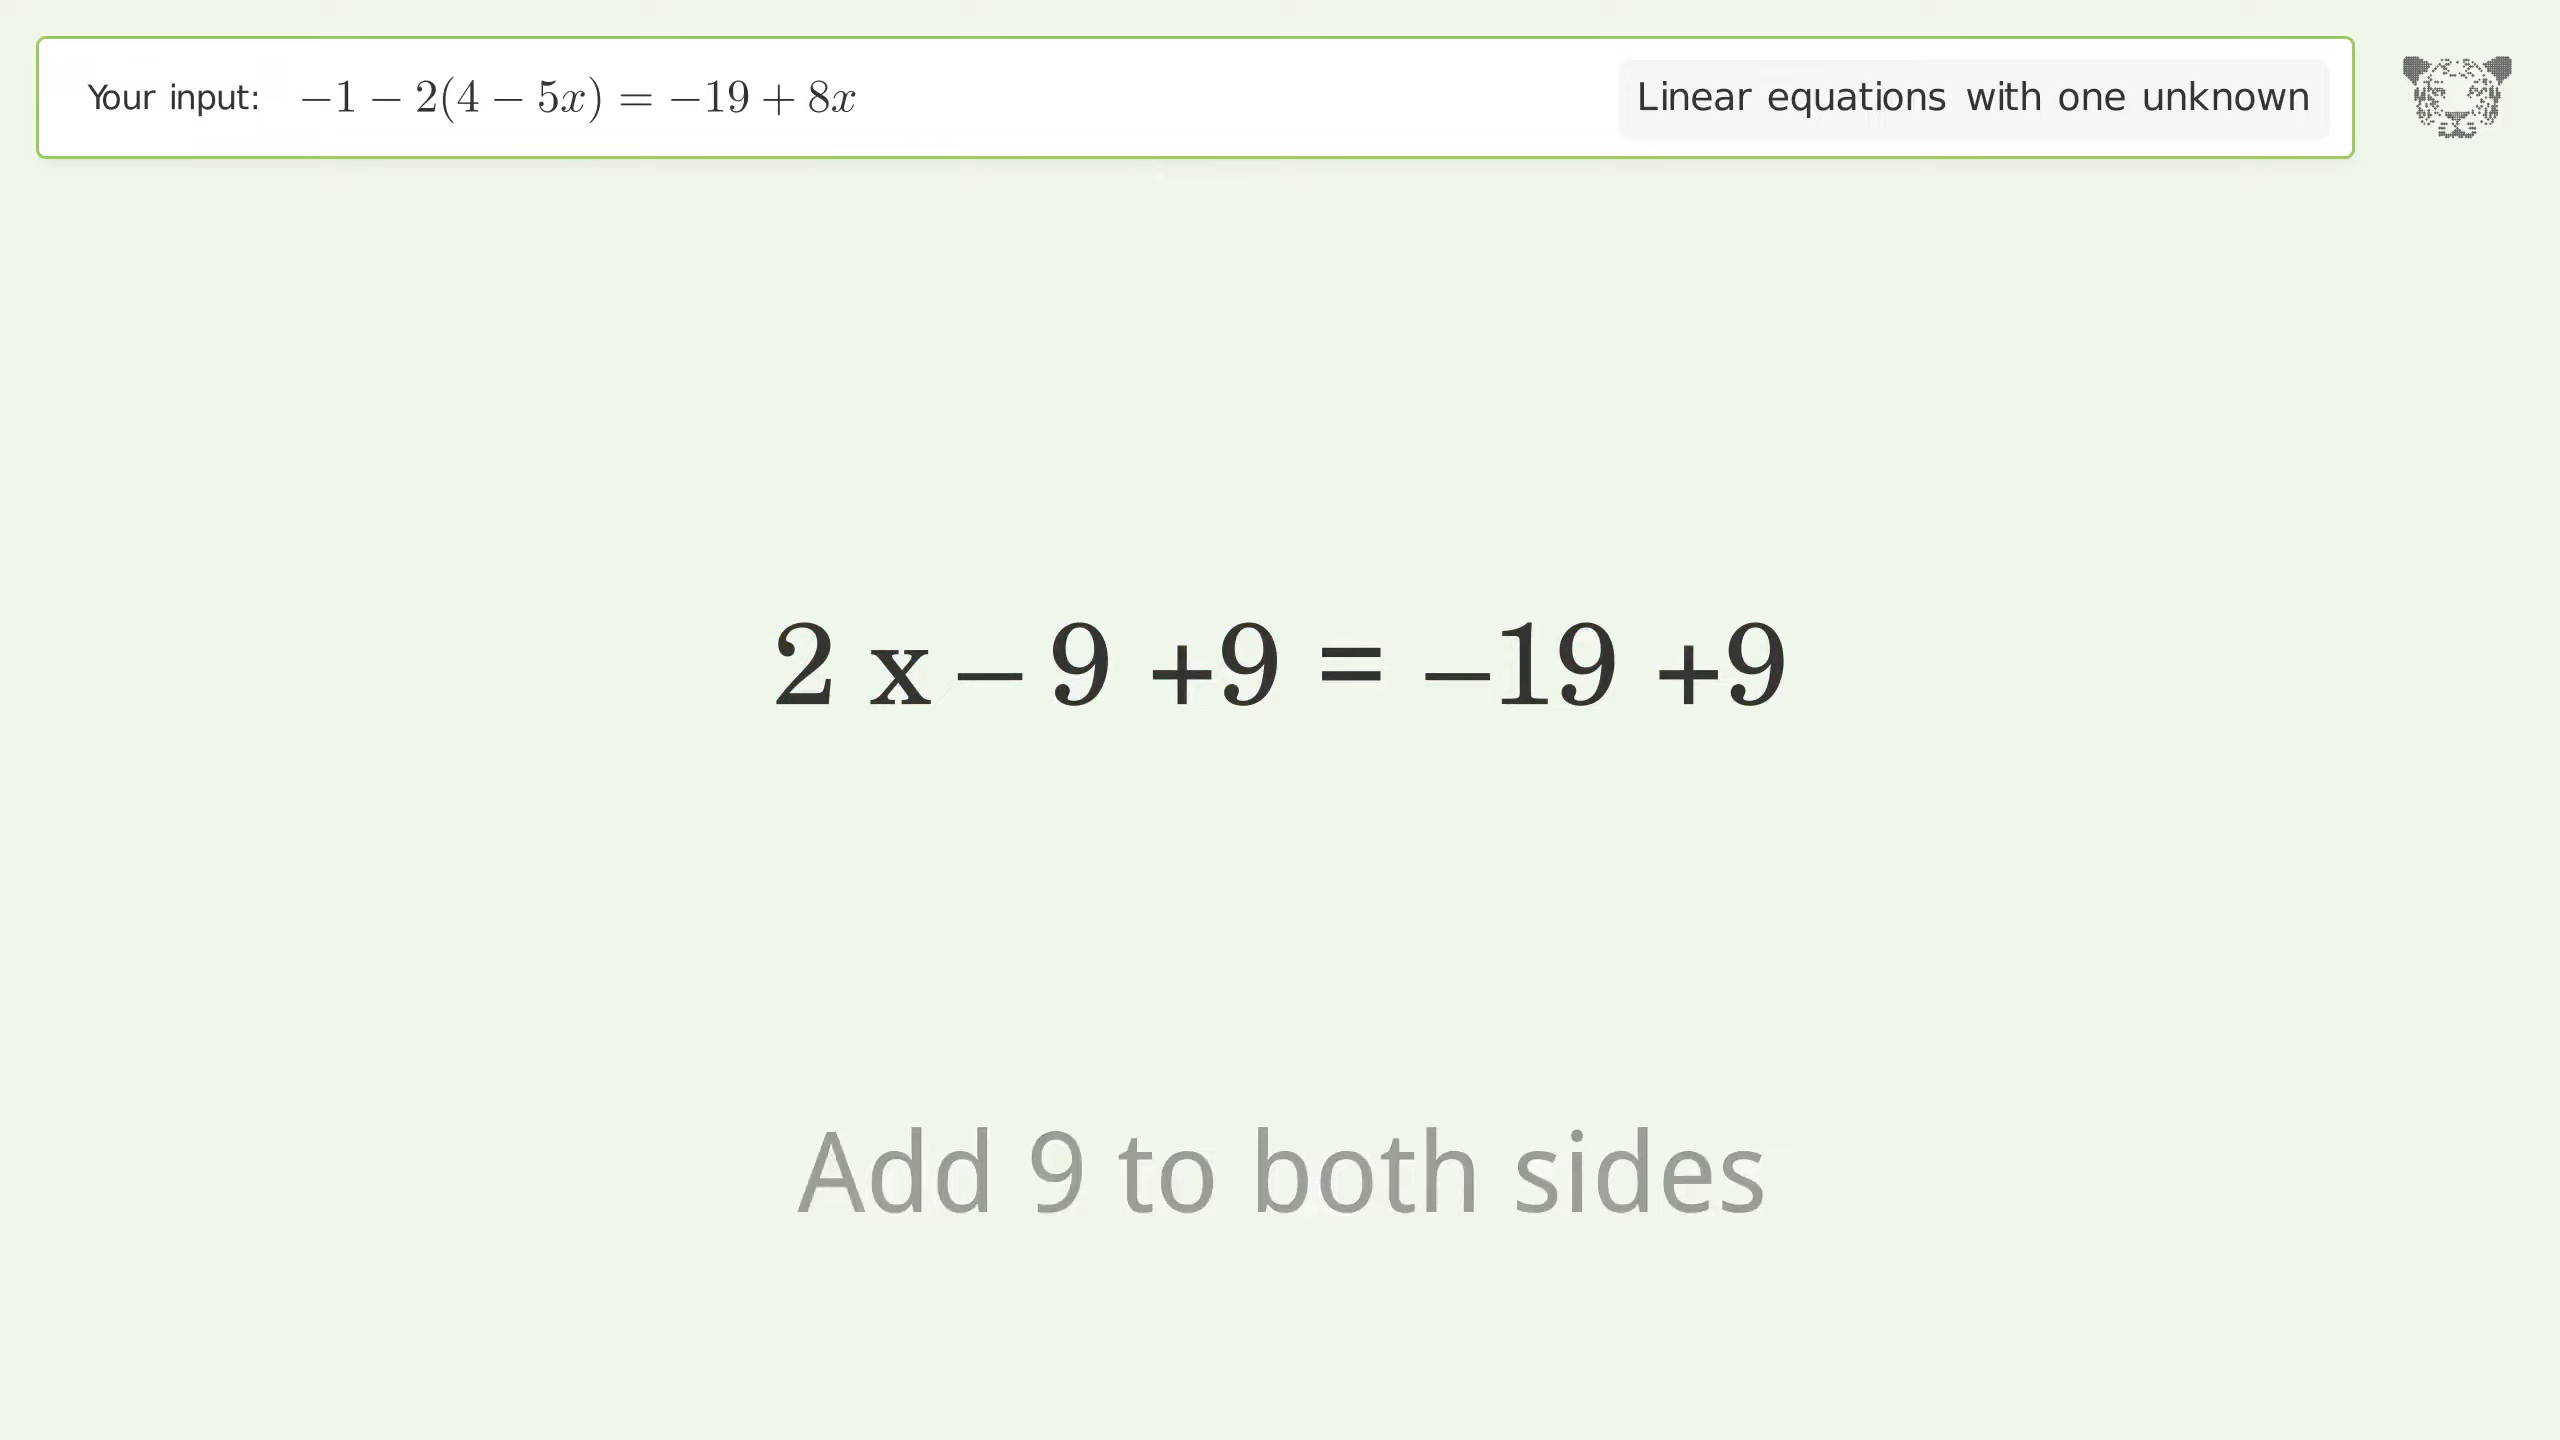 Your input: −1 − 2(4 − 5x) = −19 + 8x
Linear equations with one unknown
2 x – 9 +9 = –19 +9
Add 9 to both sides